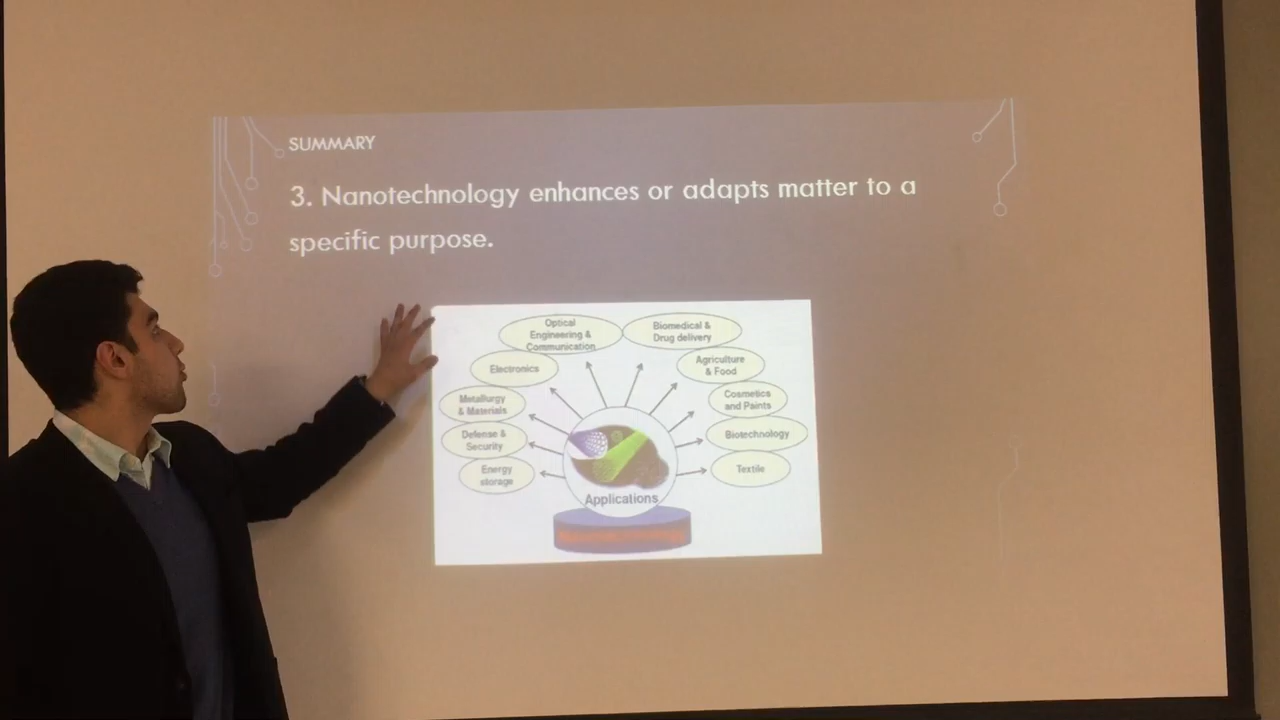 SUMMARY
3. Nanotechnology enhances or adapts matter to a
specific purpose.
Optical
Engineering &
Communication
Biomedical &
Drug delivery
Electronics
Agriculture
& Food
Metallurgy
& Materials
Cosmetics
and Paints
Defense &
Security
Biotechnology
Energy
storage
Textile
Applications